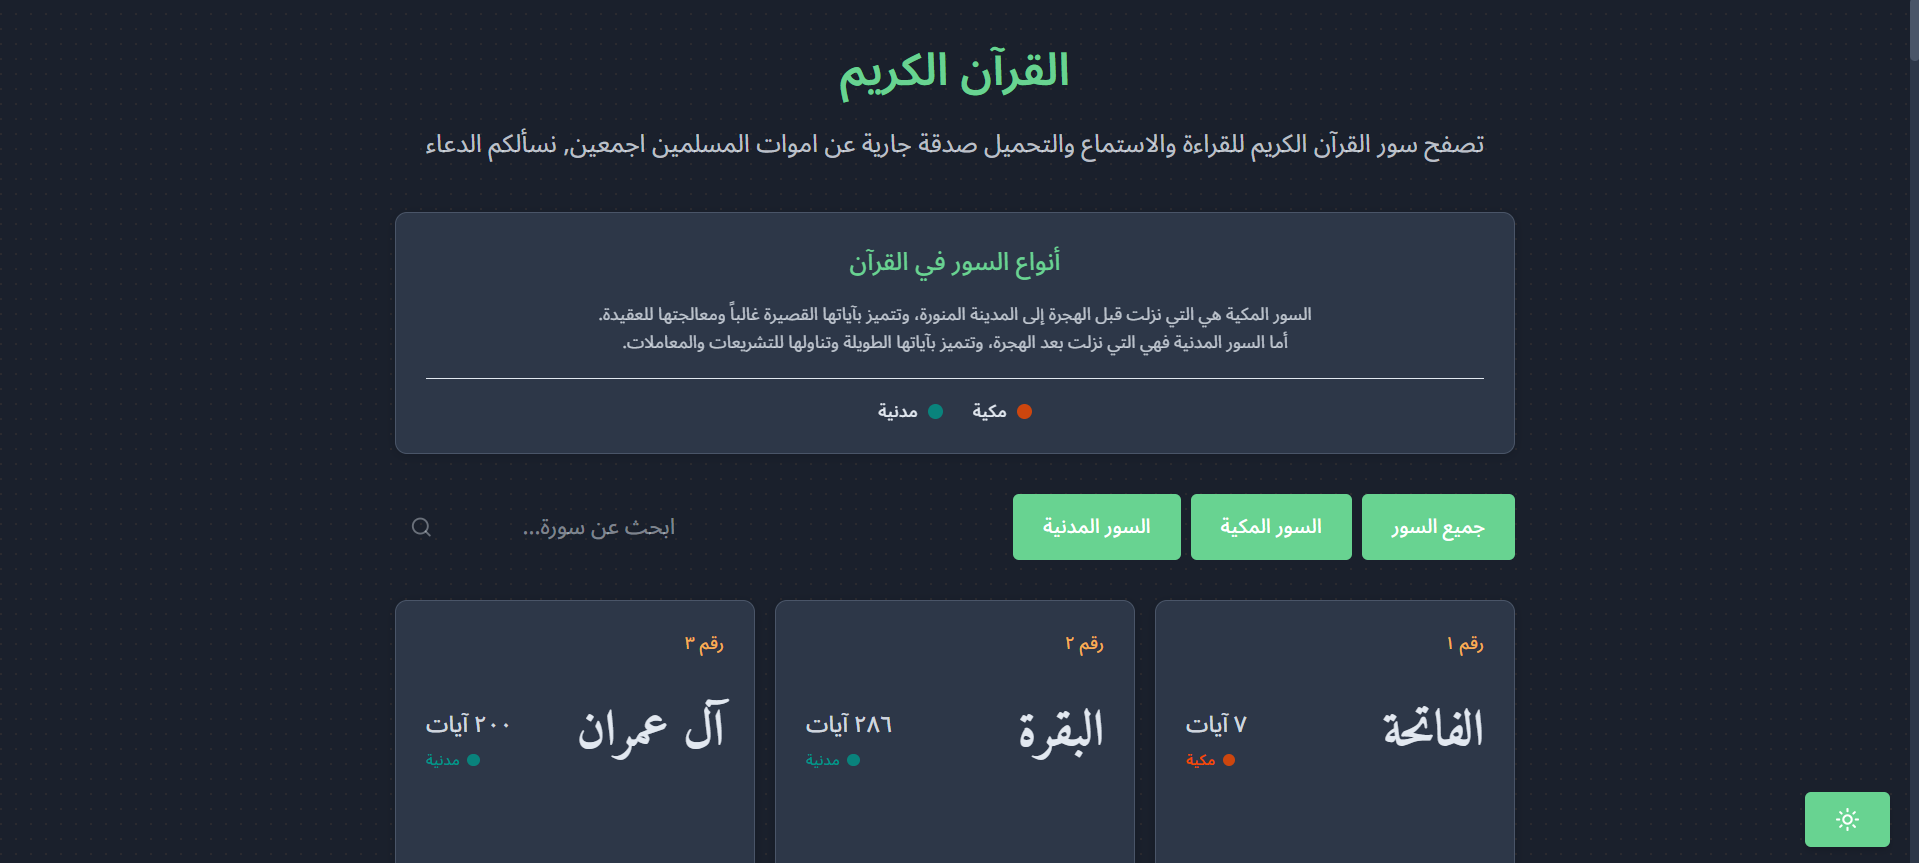 القرآن الكريم
تصفح سور القرآن الكريم للقراءة والاستماع والتحميل صدقة جارية عن اموات المسلمين اجمعين, نسألكم الدعاء
أنواع السور في القرآن
السور المكية هي التي نزلت قبل الهجرة إلى المدينة المنورة، وتتميز بآياتها القصيرة غالباً ومعالجتها للعقيدة.
أما السور المدنية فهي التي نزلت بعد الهجرة، وتتميز بآياتها الطويلة وتناولها للتشريعات والمعاملات.
مكية مدنية
جميع السور السور المكية السور المدنية ابحث عن سورة...
رقم ١ رقم ٢ رقم ٣
الفاتحة ٧ آيات البقرة ٢٨٦ آيات آل عمران ٢٠٠ آيات
مكية مدنية مدنية